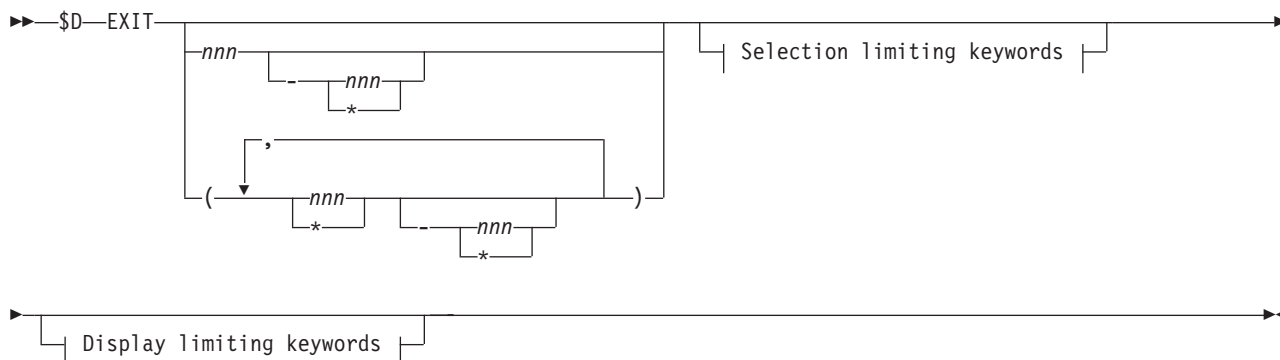 $D EXIT
nnn
- nnn
*
Selection limiting keywords
,
( nnn - nnn )
* *
Display limiting keywords